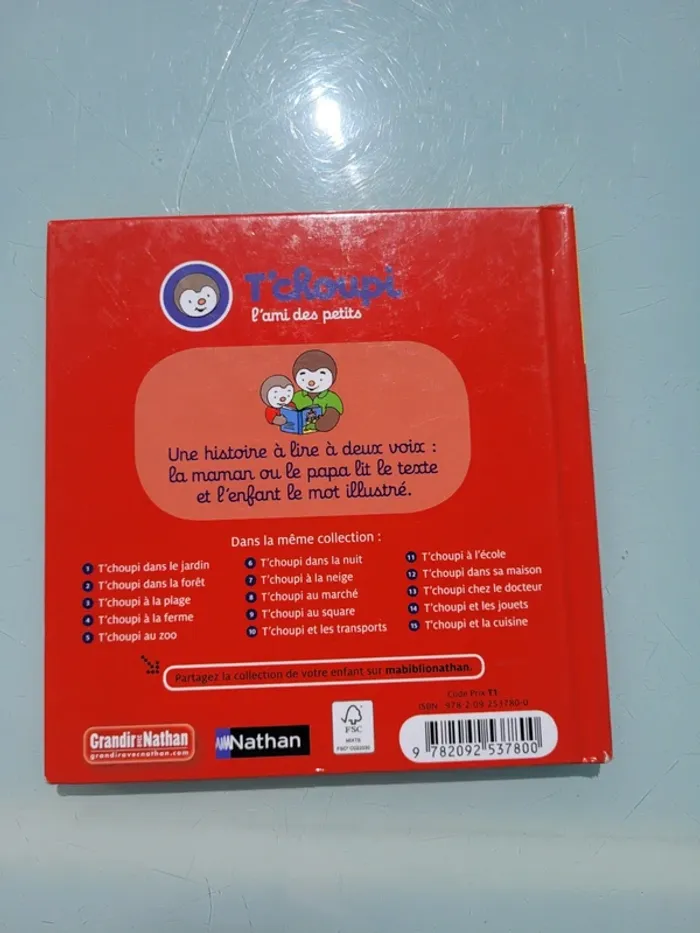 T'choupi
l'ami des petits
Une histoire à lire à deux voix :
la maman ou le papa lit le texte
et l'enfant le mot illustré.
Dans la même collection :
1 T'choupi dans le jardin
2 T'choupi dans la forêt
3 T'choupi à la plage
4 T'choupi à la ferme
5 T'choupi au zoo
6 T'choupi dans la nuit
7 T'choupi à la neige
8 T'choupi au marché
9 T'choupi au square
10 T'choupi et les transports
11 T'choupi à l'école
12 T'choupi dans sa maison
13 T'choupi chez le docteur
14 T'choupi et les jouets
15 T'choupi et la cuisine
Partagez la collection de votre enfant sur mabiblionathan.
Grandir avec Nathan
grandiravecnathan.com
Nathan
FSC
MIXTE
Code Prix T1
ISBN : 978-2-09-253780-0
9 782092 537800